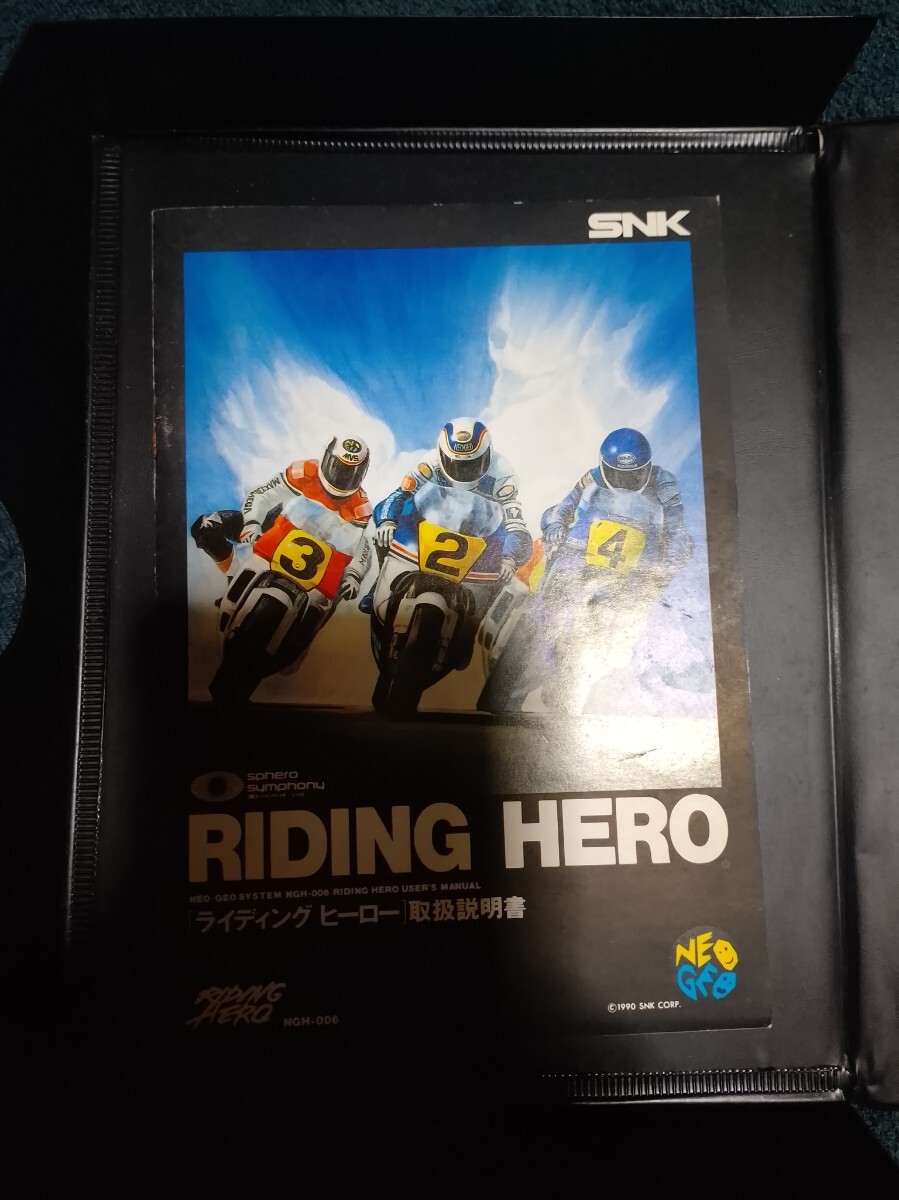 SNK
MVS
NEOGEO
3
2
4
sphero
symphony
RIDING HERO
NEO·GEO SYSTEM NGH-006 RIDING HERO USER'S MANUAL
[ライディング ヒーロー]取扱説明書
NEO
GEO
RIDING
HERO NGH-006
©1990 SNK CORP.